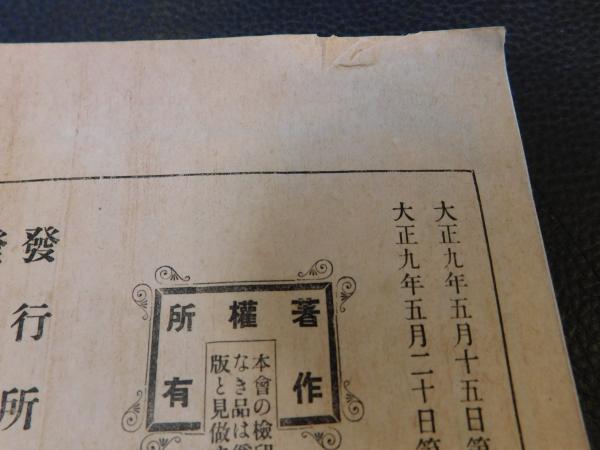 大正九年五月十五日第
大正九年五月二十日第
著作
權
所有
本會の檢印
なき品は
版と見做
發行所